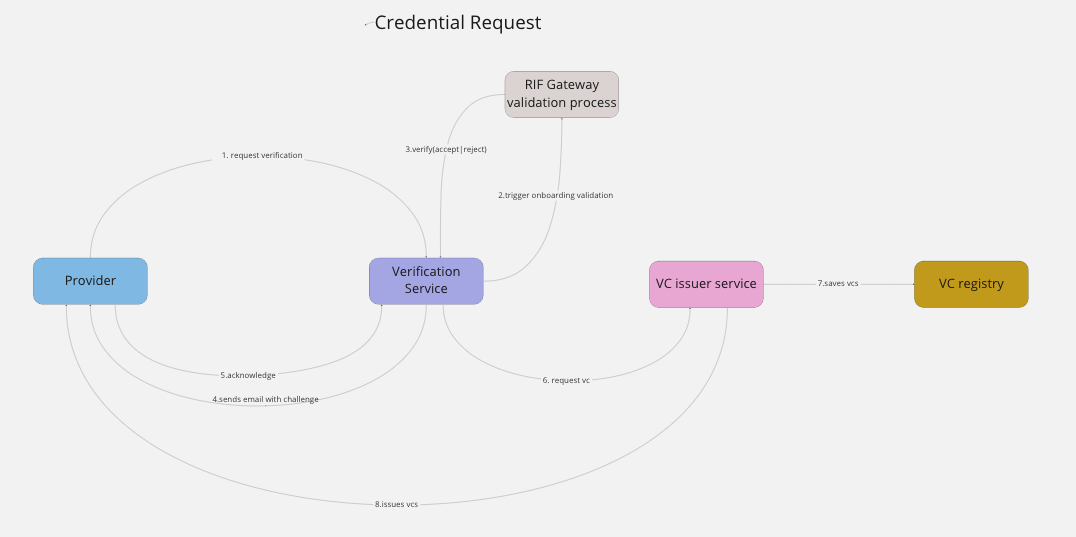 Credential Request
RIF Gateway
validation process
3.verify(accept|reject)
1. request verification
2.trigger onboarding validation
Provider
Verification
Service
VC issuer service
7.saves vcs
VC registry
5.acknowledge
6. request vc
4.sends email with challenge
8.issues vcs